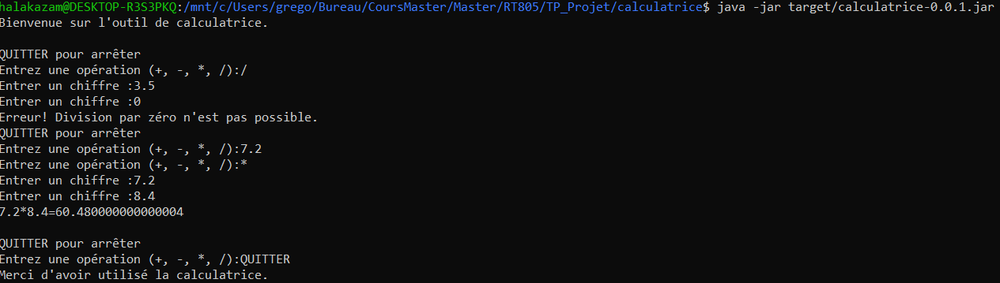 halakazam@DESKTOP-R3S3PKQ:/mnt/c/Users/grego/Bureau/CoursMaster/Master/RT805/TP_Projet/calculatrice$ java -jar target/calculatrice-0.0.1.jar
Bienvenue sur l'outil de calculatrice.
QUITTER pour arrêter
Entrez une opération (+, -, *, /):/
Entrer un chiffre :3.5
Entrer un chiffre :0
Erreur! Division par zéro n'est pas possible.
QUITTER pour arrêter
Entrez une opération (+, -, *, /):7.2
Entrez une opération (+, -, *, /):*
Entrer un chiffre :7.2
Entrer un chiffre :8.4
7.2*8.4=60.480000000000004
QUITTER pour arrêter
Entrez une opération (+, -, *, /):QUITTER
Merci d'avoir utilisé la calculatrice.